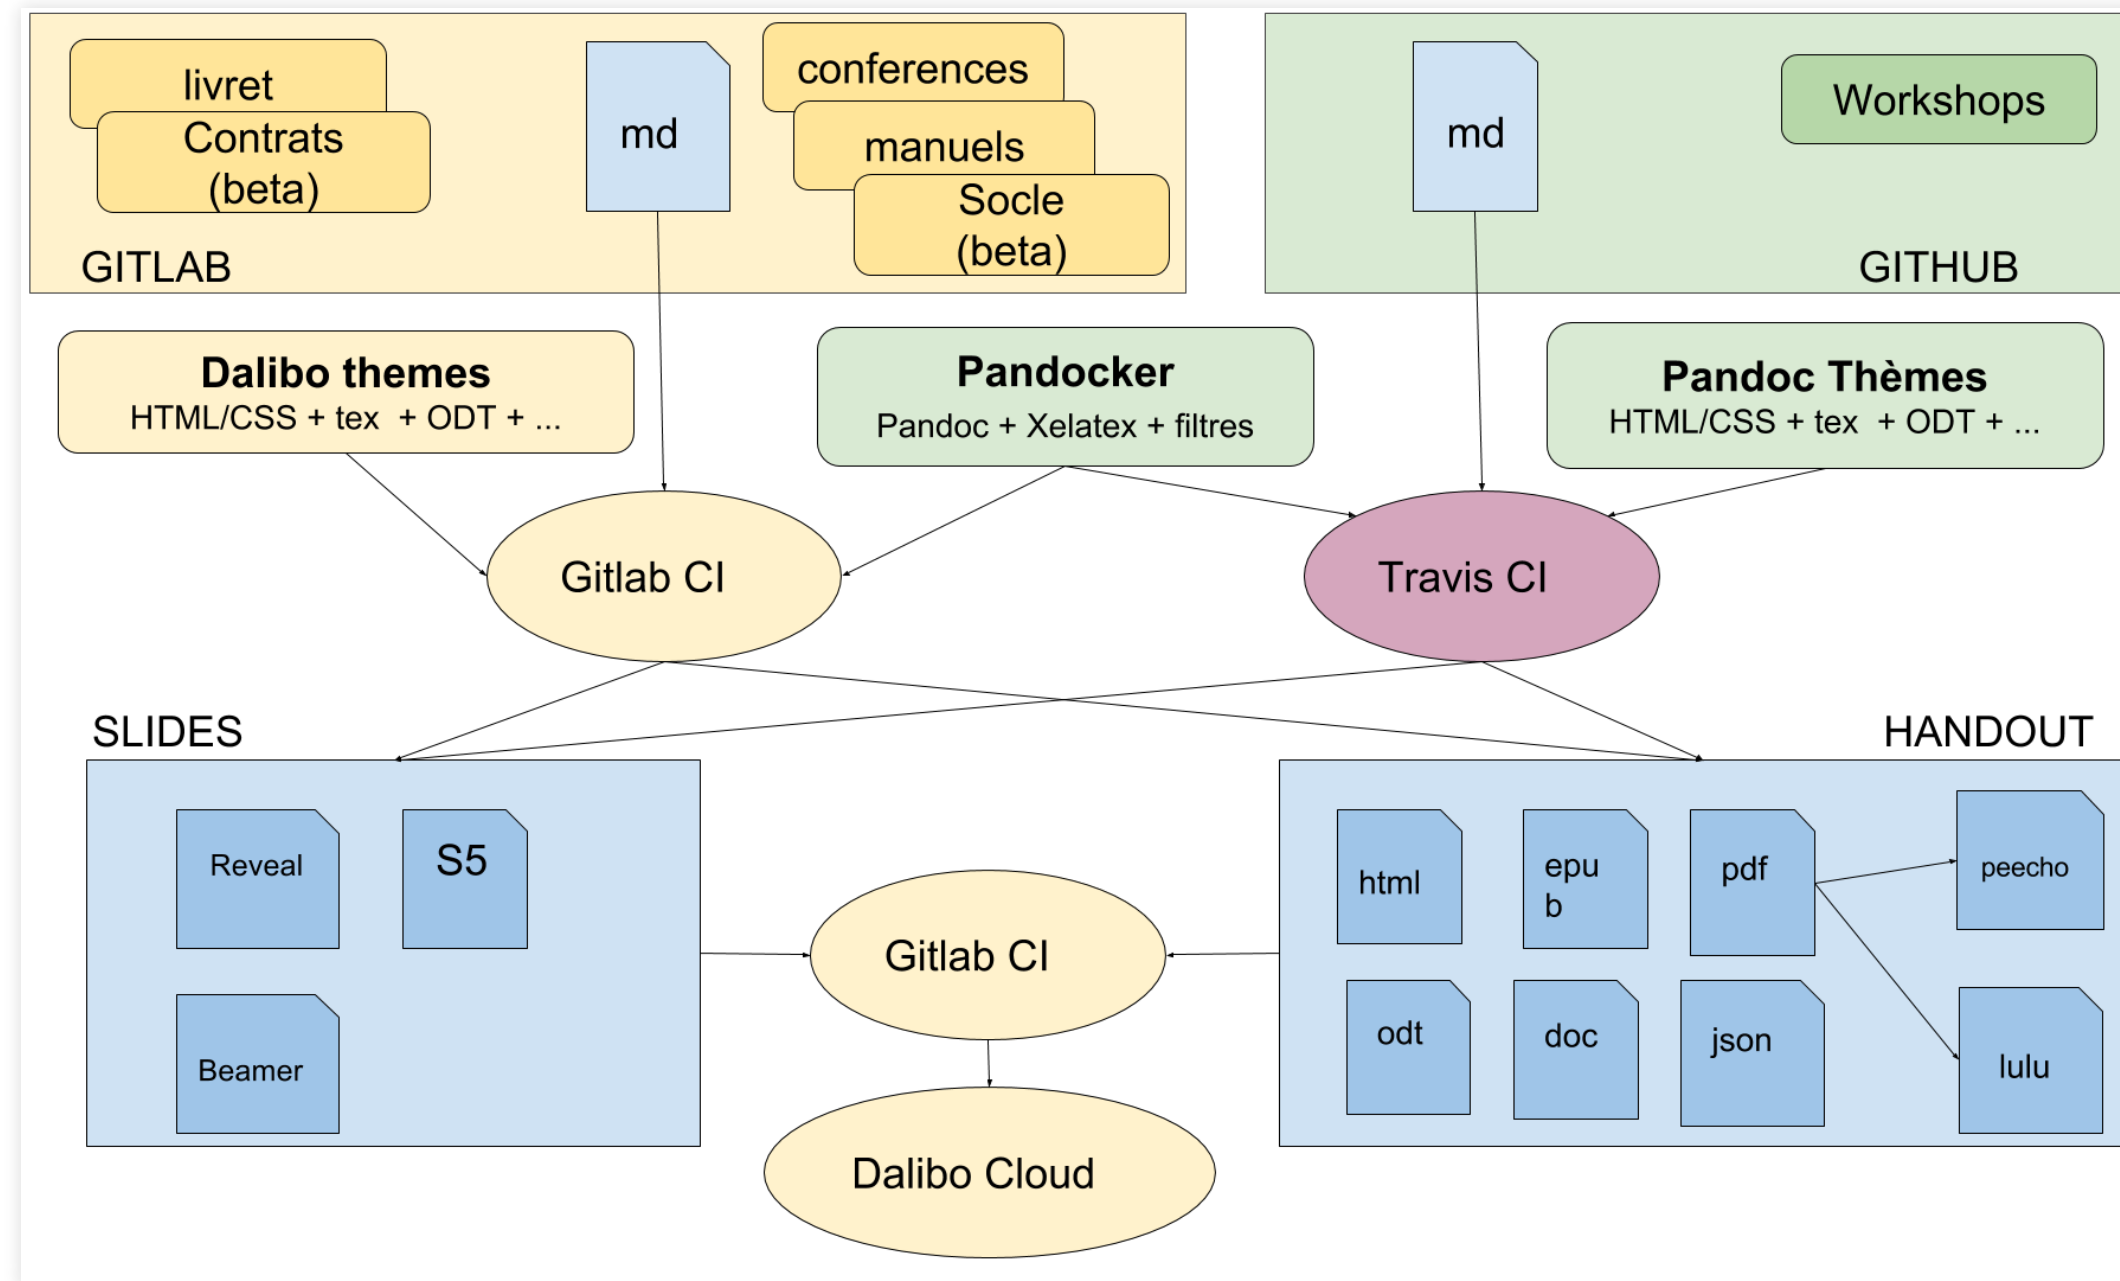 livret
Contrats
(beta)
md
conferences
manuels
Socle
(beta)
GITLAB
md
Workshops
GITHUB
Dalibo themes
HTML/CSS + tex + ODT + ...
Pandocker
Pandoc + Xelatex + filtres
Pandoc Thèmes
HTML/CSS + tex + ODT + ...
Gitlab CI
Travis CI
SLIDES
HANDOUT
Reveal
S5
Beamer
Gitlab CI
Dalibo Cloud
html
epu
b
pdf
peecho
odt
doc
json
lulu